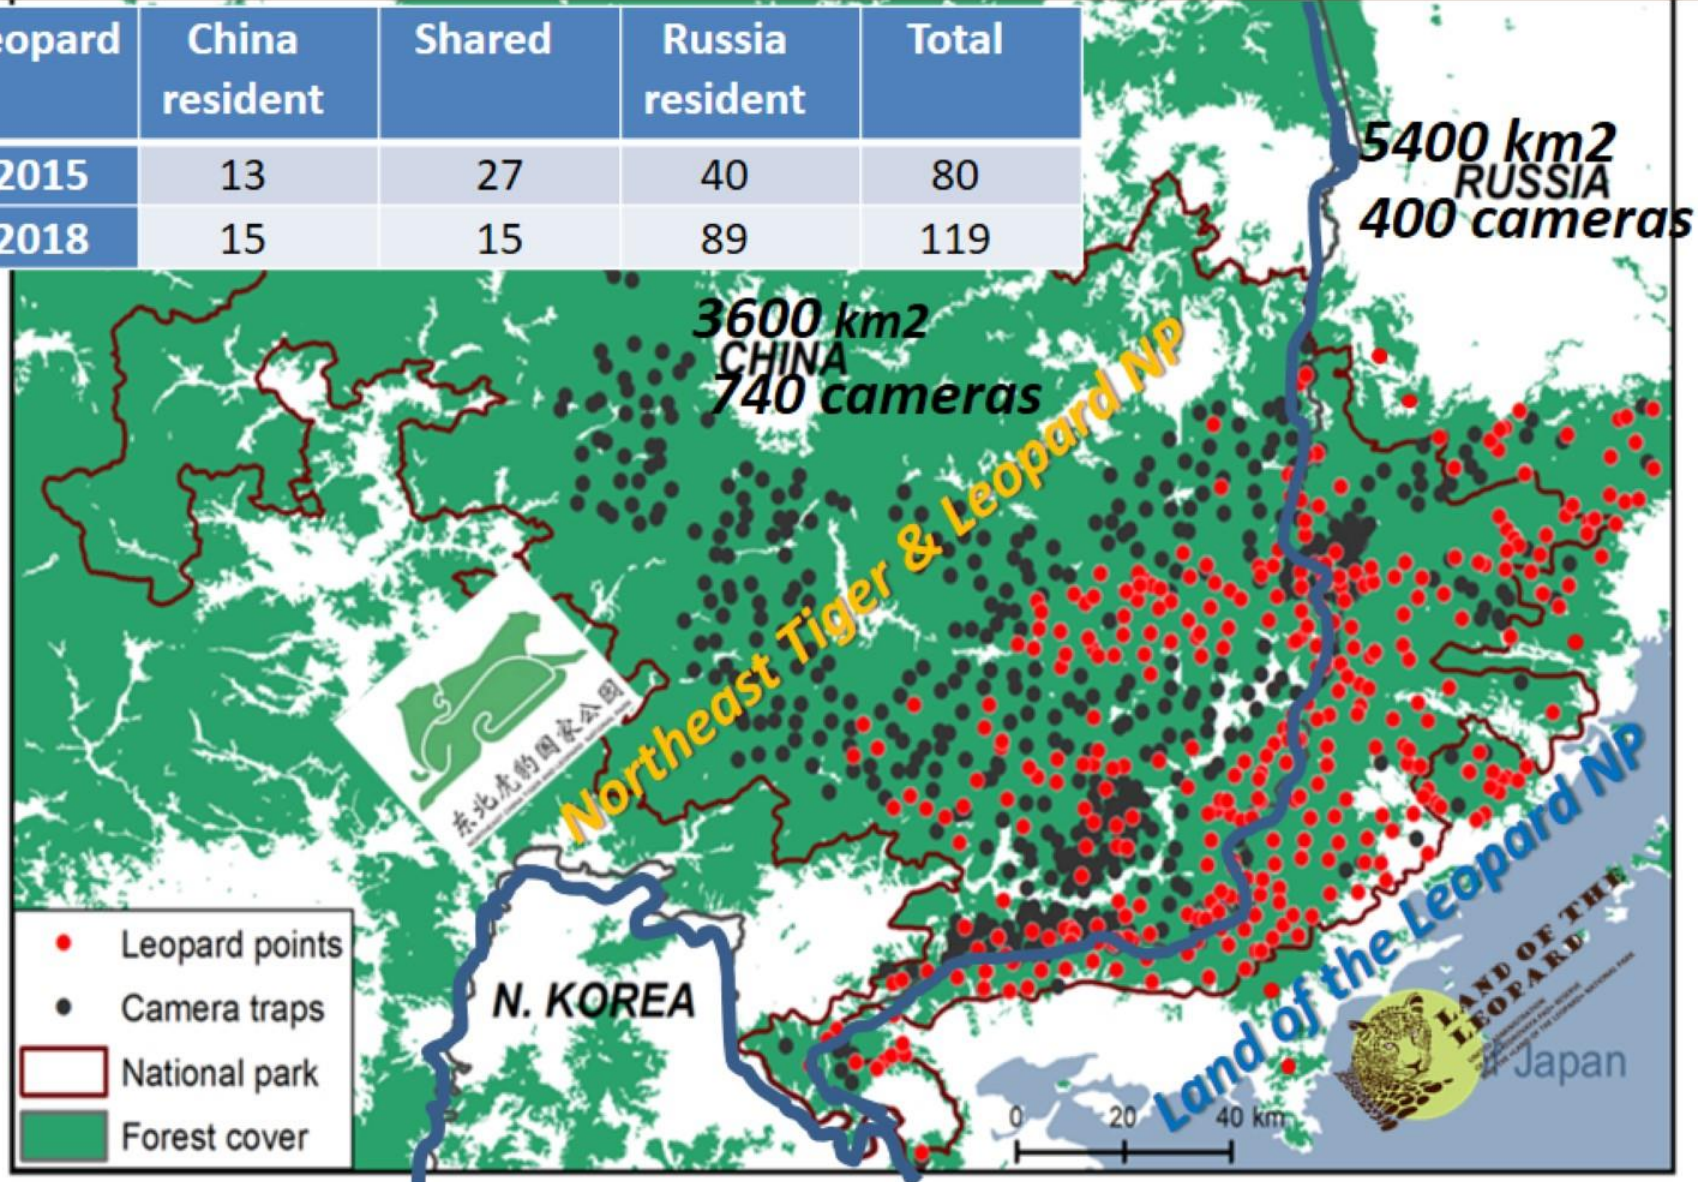 eopard China resident Shared Russia resident Total
2015 13 27 40 80
2018 15 15 89 119
5400 km2
RUSSIA
400 cameras
3600 km2
CHINA
740 cameras
Northeast Tiger & Leopard NP
东北虎豹国家公园
Land of the Leopard NP
LAND OF THE
LEOPARD
Japan
N. KOREA
Leopard points
Camera traps
National park
Forest cover
0 20 40 km